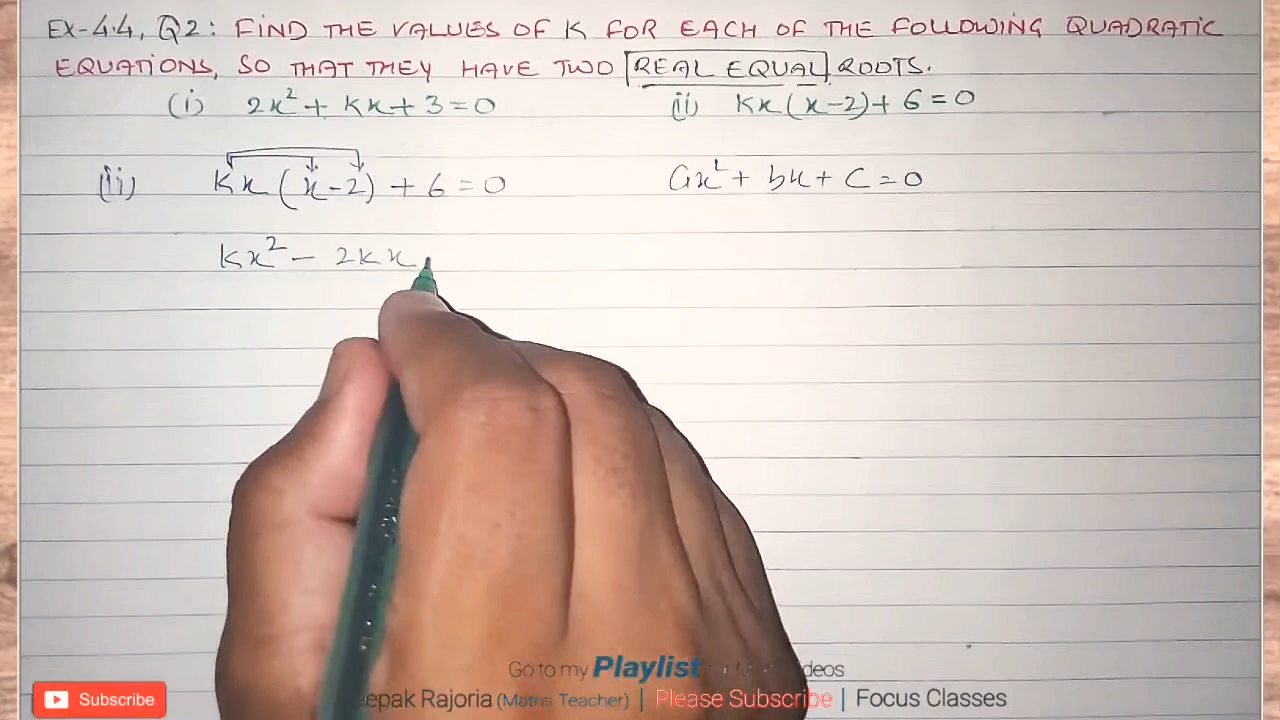 EX-4.4, Q2: FIND THE VALUES OF K FOR EACH OF THE FOLLOWING QUADRATIC
EQUATIONS, SO THAT THEY HAVE TWO REAL EQUAL ROOTS.
(i) 2x² + kx + 3 = 0 (ii) kx(x-2) + 6 = 0
(ii) kx(x-2) + 6 = 0 ax² + bx + c = 0
kx² - 2kx
Go to my Playlist
Subscribe Rajoria (Maths Teacher) | Please Subscribe | Focus Classes